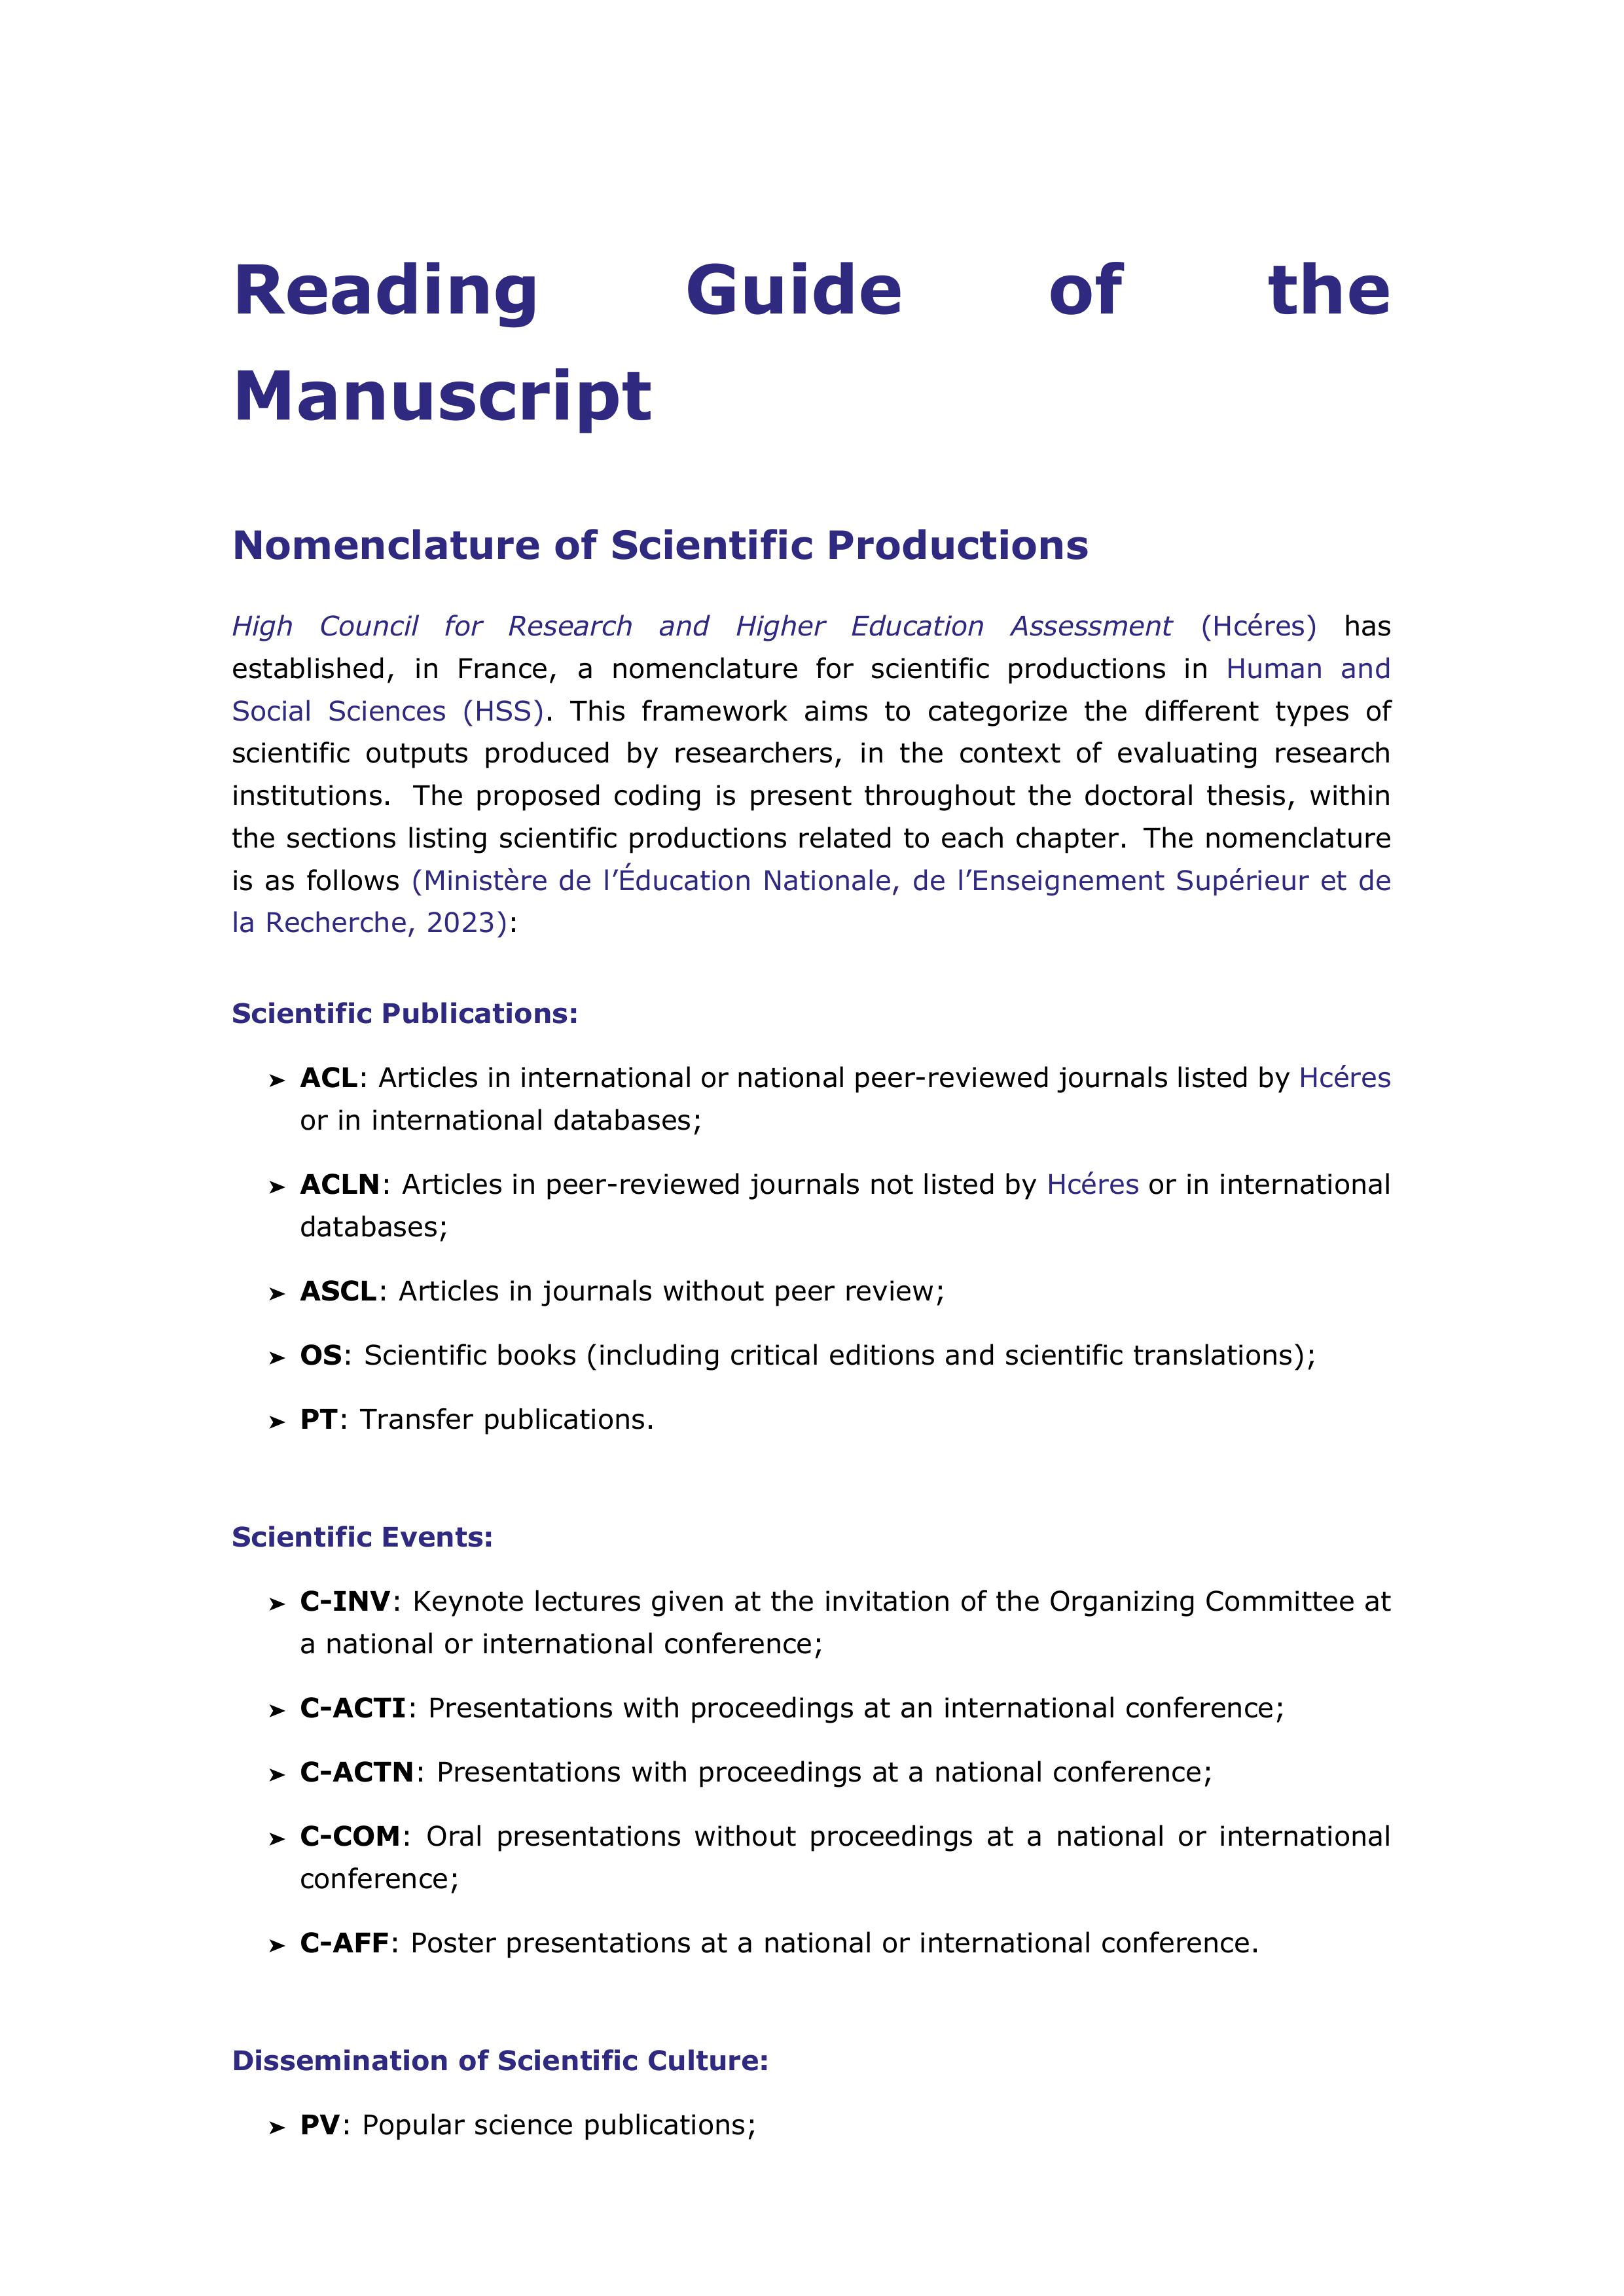 Reading Guide of the
Manuscript
Nomenclature of Scientific Productions
High Council for Research and Higher Education Assessment (Hcéres) has
established, in France, a nomenclature for scientific productions in Human and
Social Sciences (HSS). This framework aims to categorize the different types of
scientific outputs produced by researchers, in the context of evaluating research
institutions. The proposed coding is present throughout the doctoral thesis, within
the sections listing scientific productions related to each chapter. The nomenclature
is as follows (Ministère de l’Éducation Nationale, de l’Enseignement Supérieur et de
la Recherche, 2023):
Scientific Publications:
➤ ACL: Articles in international or national peer-reviewed journals listed by Hcéres
or in international databases;
➤ ACLN: Articles in peer-reviewed journals not listed by Hcéres or in international
databases;
➤ ASCL: Articles in journals without peer review;
➤ OS: Scientific books (including critical editions and scientific translations);
➤ PT: Transfer publications.
Scientific Events:
➤ C-INV: Keynote lectures given at the invitation of the Organizing Committee at
a national or international conference;
➤ C-ACTI: Presentations with proceedings at an international conference;
➤ C-ACTN: Presentations with proceedings at a national conference;
➤ C-COM: Oral presentations without proceedings at a national or international
conference;
➤ C-AFF: Poster presentations at a national or international conference.
Dissemination of Scientific Culture:
➤ PV: Popular science publications;